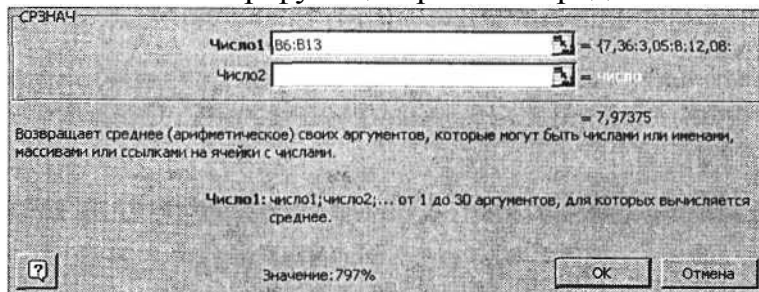 СРЗНАЧ
Число1 B6:B13 = {7,36:3,05:8:12,08:
Число2 = число
= 7,97375
Возвращает среднее (арифметическое) своих аргументов, которые могут быть числами или именами,
массивами или ссылками на ячейки с числами.
Число1: число1;число2;... от 1 до 30 аргументов, для которых вычисляется
среднее.
Значение:797% ОК Отмена